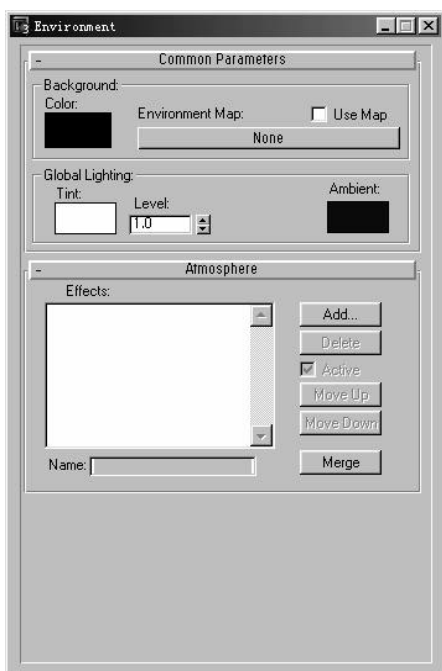 Environment
- Common Parameters
Background:
Color:
Environment Map:
Use Map
None
Global Lighting:
Tint:
Level:
1.0
Ambient:
- Atmosphere
Effects:
Add...
Delete
Active
Move Up
Move Down
Name:
Merge